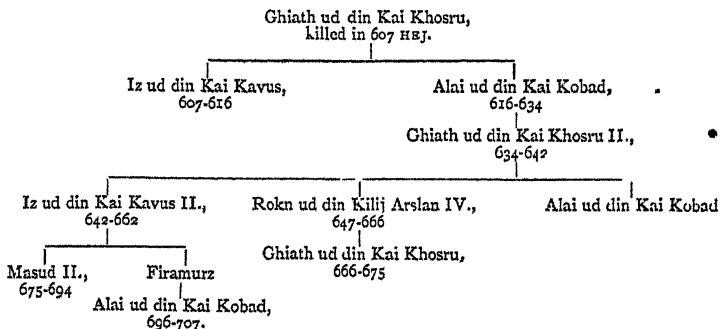 Ghiath ud din Kai Khosru,
killed in 607 HEJ.
Iz ud din Kai Kavus,
607-616
Alai ud din Kai Kobad,
616-634
Ghiath ud din Kai Khosru II.,
634-642
Iz ud din Kai Kavus II.,
642-662
Rokn ud din Kilij Arslan IV.,
647-666
Alai ud din Kai Kobad
Ghiath ud din Kai Khosru,
666-675
Masud II.,
675-694
Firamurz
Alai ud din Kai Kobad,
696-707.